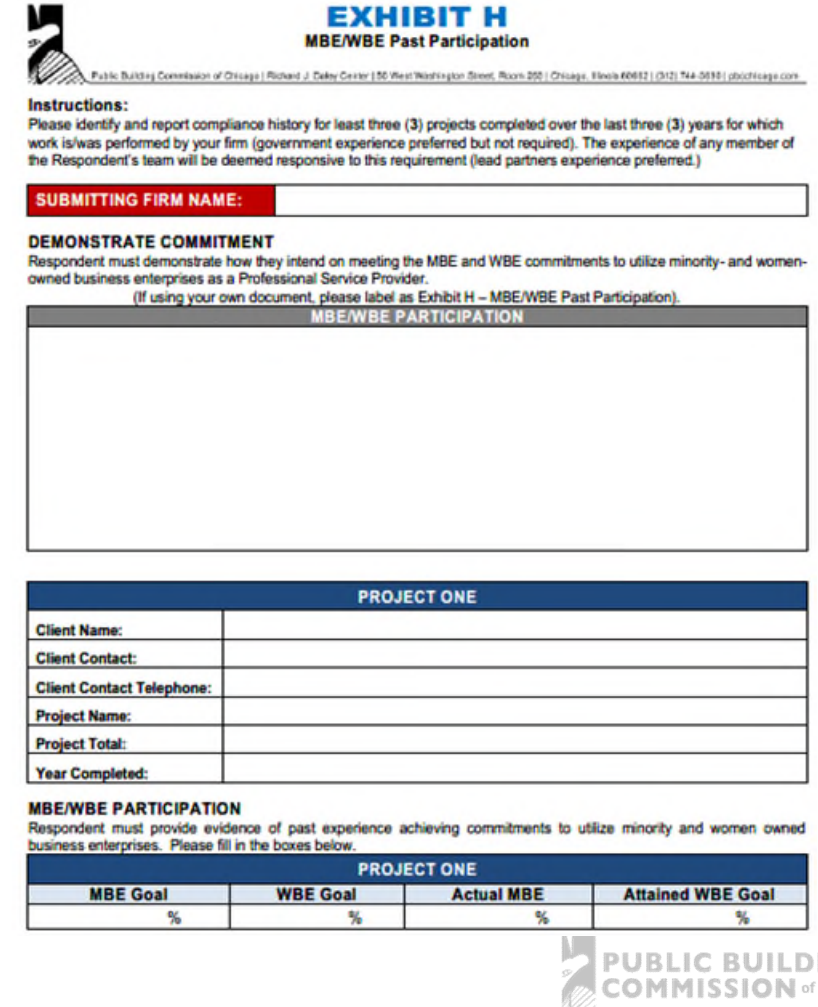 EXHIBIT H
MBE/WBE Past Participation
Public Building Commission of Chicago | Richard J. Daley Center | 50 West Washington Street, Room 200 | Chicago, Illinois 60602 | (312) 744-3090 | pbcchicago.com
Instructions:
Please identify and report compliance history for least three (3) projects completed over the last three (3) years for which
work is/was performed by your firm (government experience preferred but not required). The experience of any member of
the Respondent's team will be deemed responsive to this requirement (lead partners experience preferred.)
SUBMITTING FIRM NAME:
DEMONSTRATE COMMITMENT
Respondent must demonstrate how they intend on meeting the MBE and WBE commitments to utilize minority- and women-
owned business enterprises as a Professional Service Provider.
(If using your own document, please label as Exhibit H – MBE/WBE Past Participation).
MBE/WBE PARTICIPATION
PROJECT ONE
Client Name:
Client Contact:
Client Contact Telephone:
Project Name:
Project Total:
Year Completed:
MBE/WBE PARTICIPATION
Respondent must provide evidence of past experience achieving commitments to utilize minority and women owned
business enterprises. Please fill in the boxes below.
PROJECT ONE
MBE Goal WBE Goal Actual MBE Attained WBE Goal
% % % %
PUBLIC BUILD
COMMISSION of